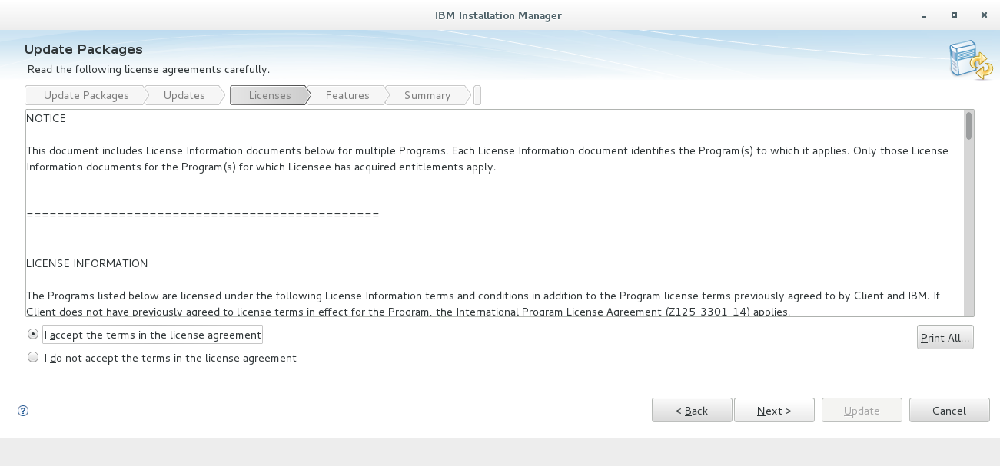 IBM Installation Manager
Update Packages
Read the following license agreements carefully.
Update Packages
Updates
Licenses
Features
Summary
NOTICE
This document includes License Information documents below for multiple Programs. Each License Information document identifies the Program(s) to which it applies. Only those License
Information documents for the Program(s) for which Licensee has acquired entitlements apply.
==============================================
LICENSE INFORMATION
The Programs listed below are licensed under the following License Information terms and conditions in addition to the Program license terms previously agreed to by Client and IBM. If
Client does not have previously agreed to license terms in effect for the Program, the International Program License Agreement (Z125-3301-14) applies.
I accept the terms in the license agreement
Print All...
I do not accept the terms in the license agreement
?
< Back
Next >
Update
Cancel